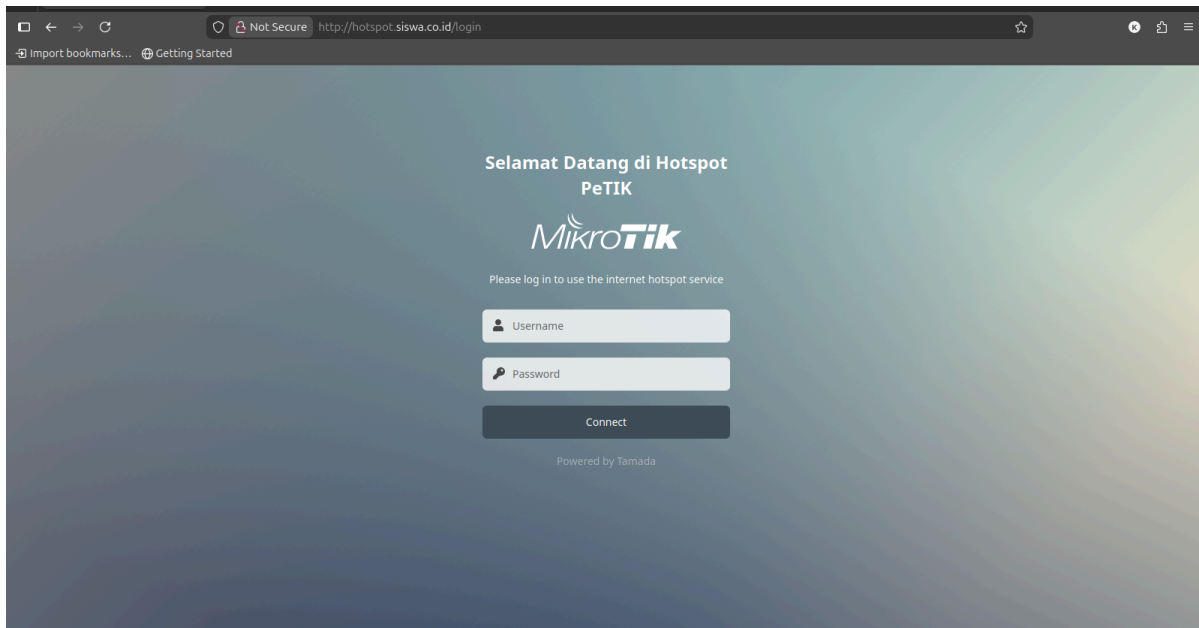 Not Secure http://hotspot.siswa.co.id/login
Import bookmarks... Getting Started
Selamat Datang di Hotspot
PeTIK
MikroTik
Please log in to use the internet hotspot service
Username
Password
Connect
Powered by Tamada